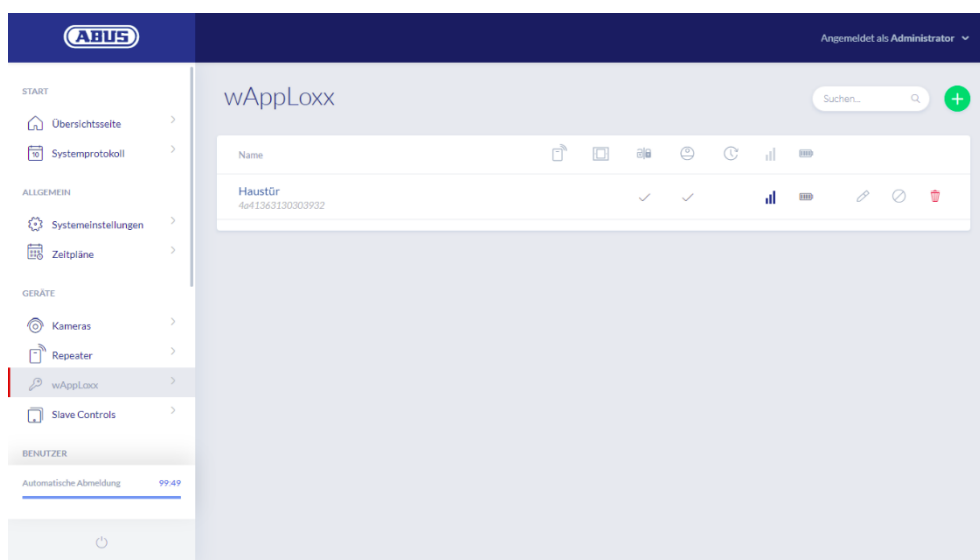 ABUS
Angemeldet als Administrator
START
Übersichtsseite
10 Systemprotokoll
ALLGEMEIN
Systemeinstellungen
Zeitpläne
GERÄTE
Kameras
Repeater
wAppLoxx
Slave Controls
BENUTZER
Automatische Abmeldung 99:49
wAppLoxx
Suchen...
Name
Haustür
4a41363130303932